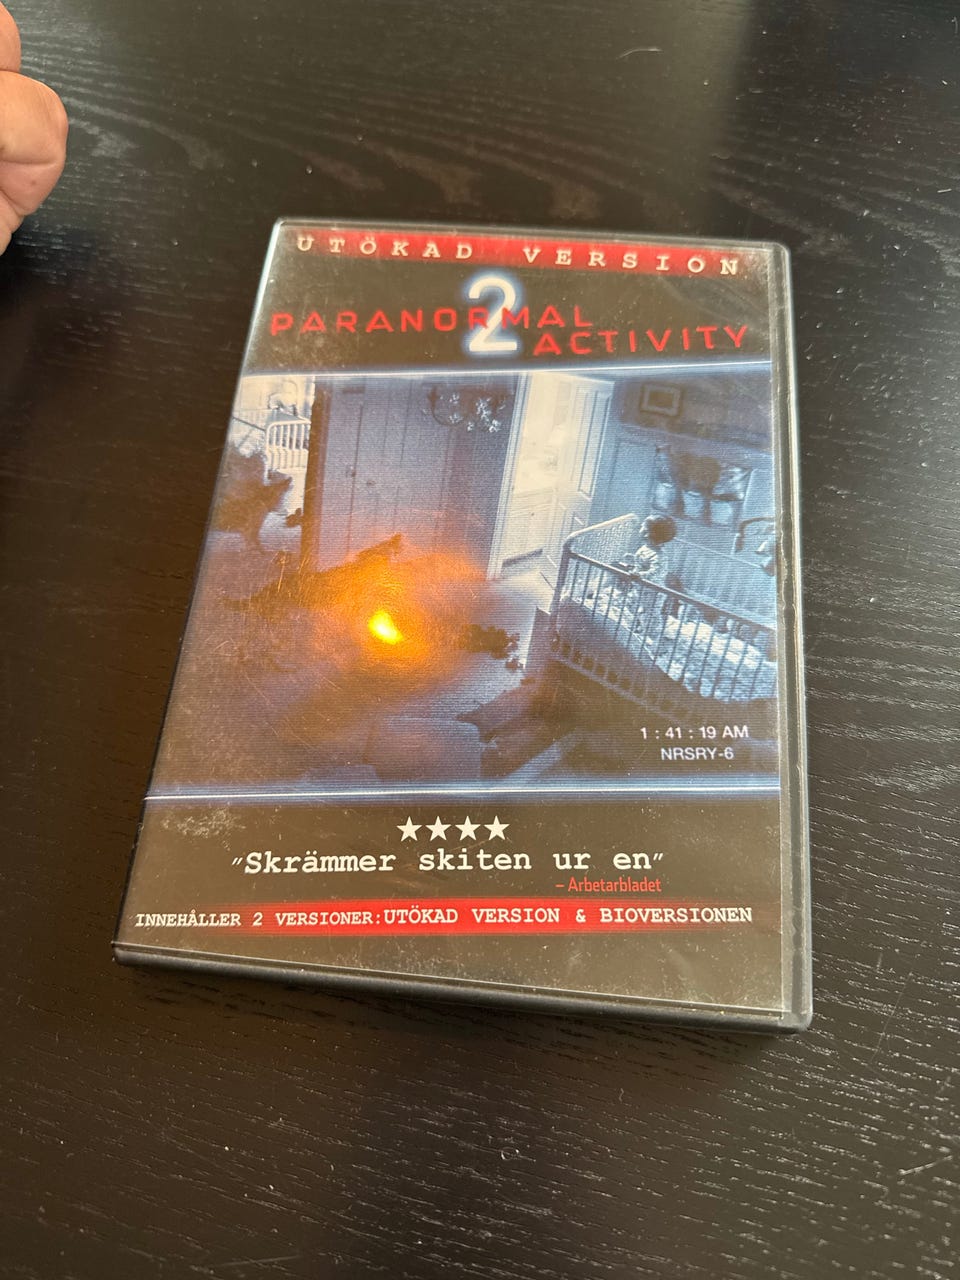 UTÖKAD VERSION
PARANORMAL
2
ACTIVITY
1 : 41 : 19 AM
NRSRY-6
★★★★
"Skrämmer skiten ur en"
– Arbetarbladet
INNEHÅLLER 2 VERSIONER: UTÖKAD VERSION & BIOVERSIONEN